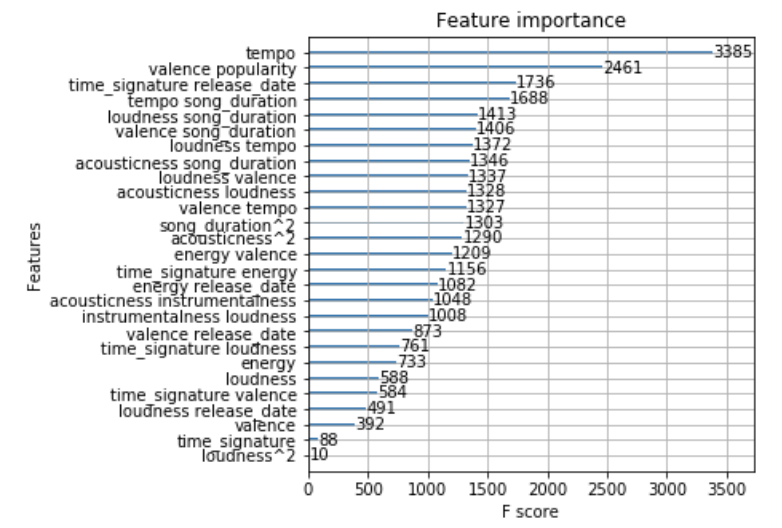 Feature importance
Features
tempo 3385
valence popularity 2461
time_signature release_date 1736
tempo song_duration 1688
loudness song_duration 1413
valence song_duration 1406
loudness tempo 1372
acousticness song_duration 1346
loudness valence 1337
acousticness loudness 1328
valence tempo 1327
song_duration^2 1303
acousticness^2 1290
energy valence 1209
time_signature energy 1156
energy release_date 1082
acousticness instrumentalness 1048
instrumentalness loudness 1008
valence release_date 873
time_signature loudness 761
energy 733
loudness 588
time_signature valence 584
loudness release_date 491
valence 392
time_signature 88
loudness^2 10
0 500 1000 1500 2000 2500 3000 3500
F score